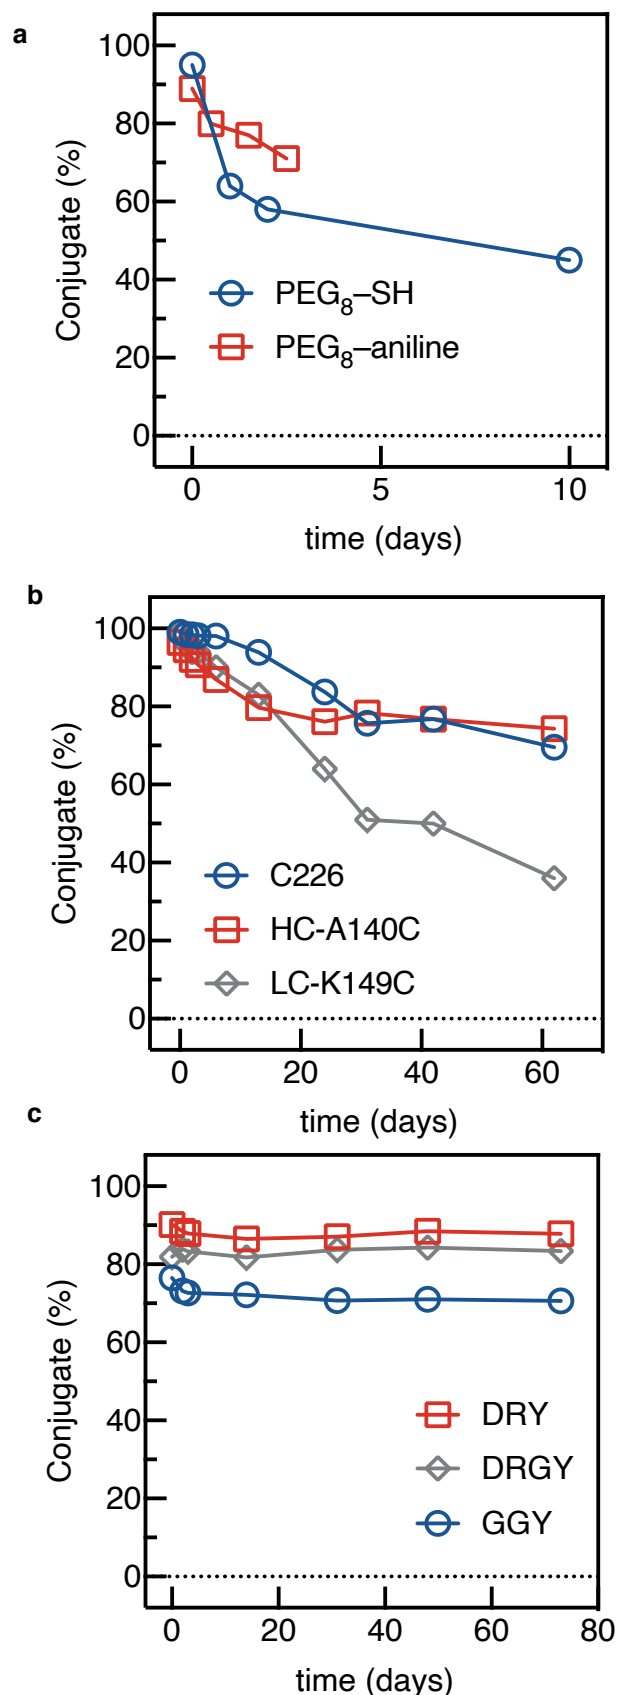 a
Conjugate (%)
100
80
60
40
20
0
PEG8–SH
PEG8–aniline
0 5 10
time (days)
b
Conjugate (%)
100
80
60
40
20
0
C226
HC-A140C
LC-K149C
0 20 40 60
time (days)
c
Conjugate (%)
100
80
60
40
20
0
DRY
DRGY
GGY
0 20 40 60 80
time (days)